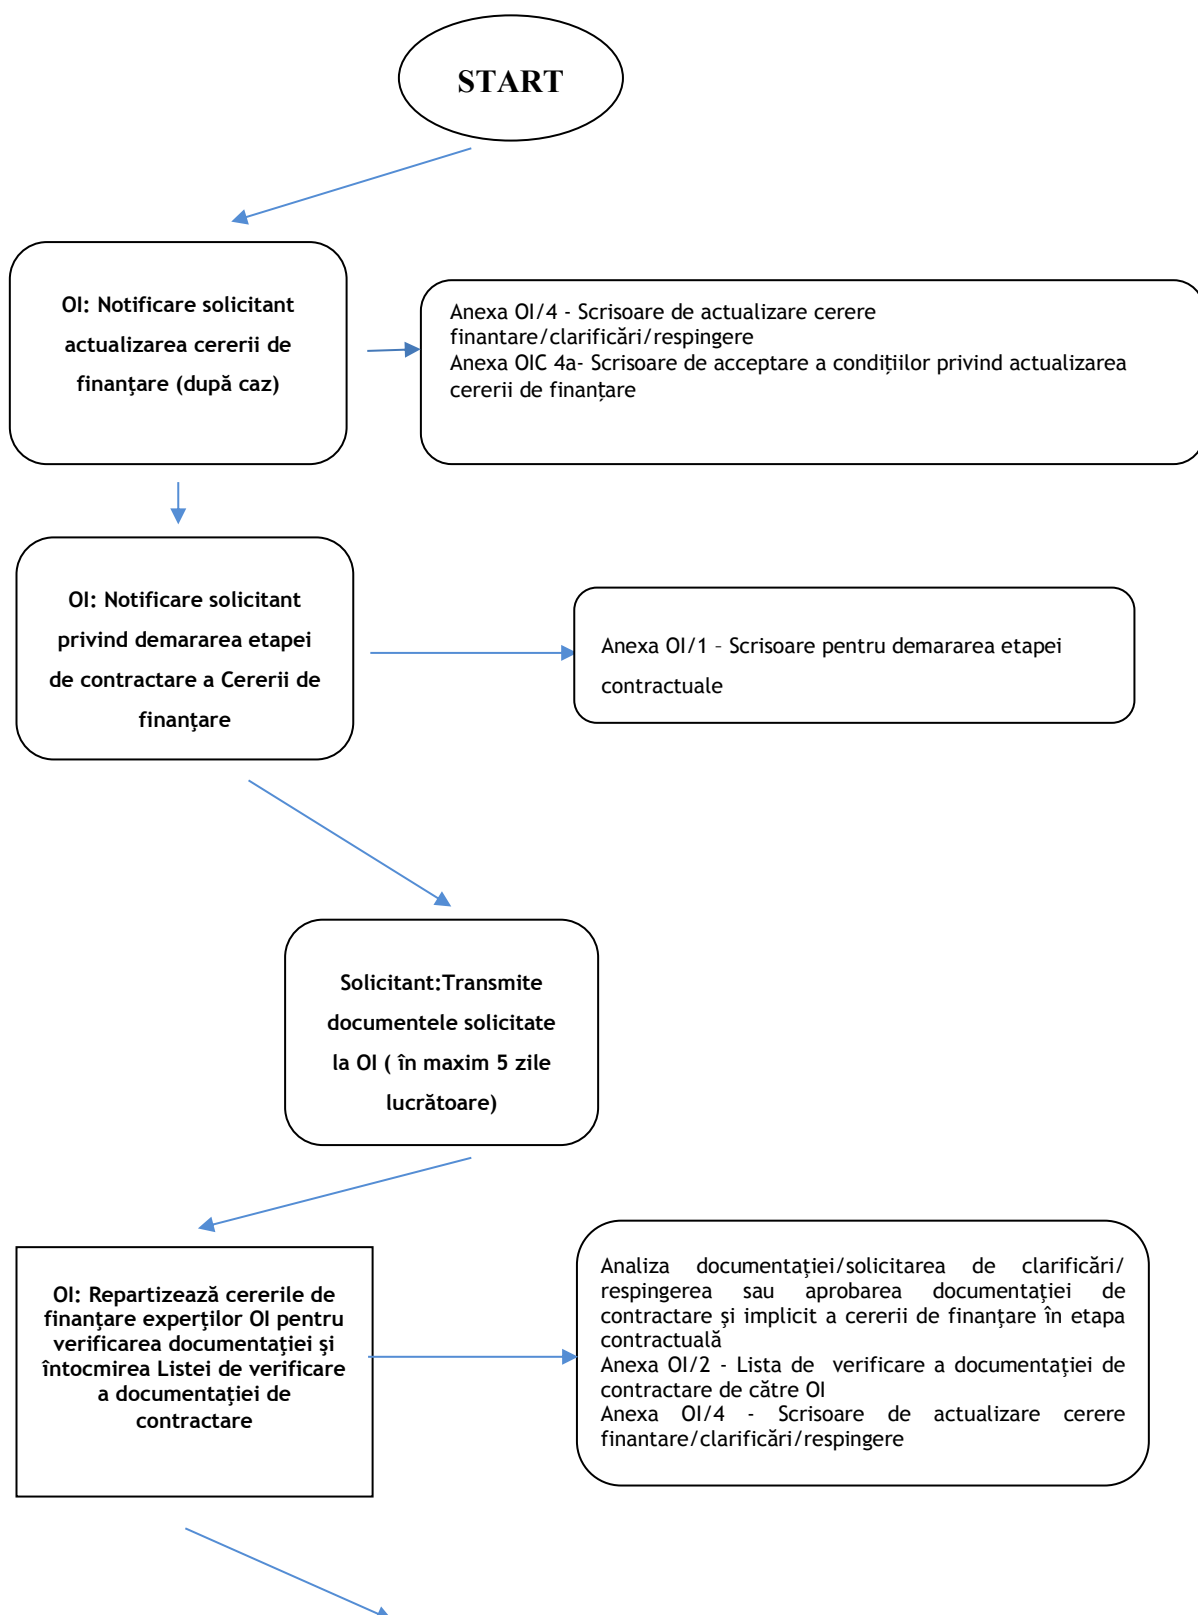 START
OI: Notificare solicitant
actualizarea cererii de
finanţare (după caz)
Anexa OI/4 - Scrisoare de actualizare cerere
finantare/clarificări/respingere
Anexa OIC 4a- Scrisoare de acceptare a condițiilor privind actualizarea
cererii de finanțare
OI: Notificare solicitant
privind demararea etapei
de contractare a Cererii de
finanţare
Anexa OI/1 – Scrisoare pentru demararea etapei
contractuale
Solicitant:Transmite
documentele solicitate
la OI ( în maxim 5 zile
lucrătoare)
OI: Repartizează cererile de
finanţare experţilor OI pentru
verificarea documentaţiei şi
întocmirea Listei de verificare
a documentaţiei de
contractare
Analiza documentaţiei/solicitarea de clarificări/
respingerea sau aprobarea documentaţiei de
contractare şi implicit a cererii de finanţare în etapa
contractuală
Anexa OI/2 - Lista de verificare a documentaţiei de
contractare de către OI
Anexa OI/4 - Scrisoare de actualizare cerere
finantare/clarificări/respingere